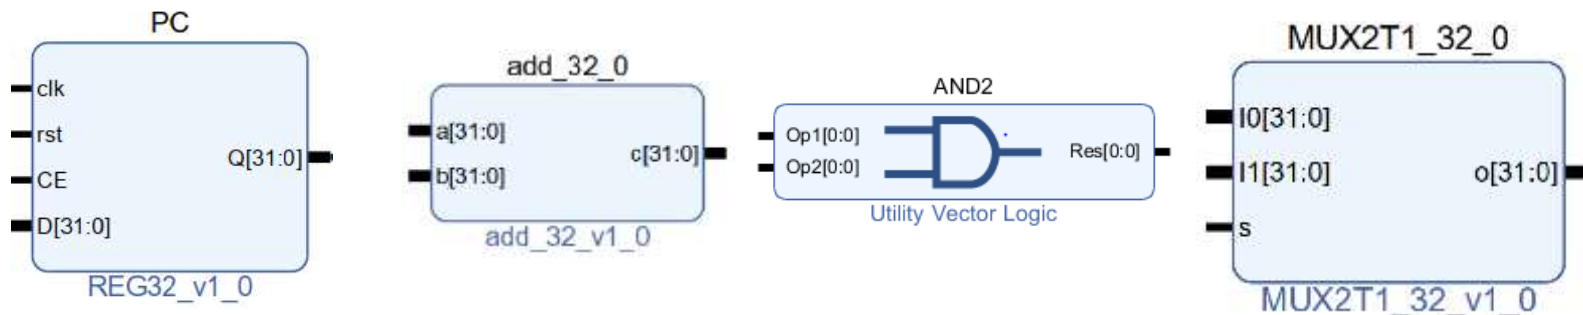 PC
clk
rst
CE
D[31:0]
Q[31:0]
REG32_v1_0
add_32_0
a[31:0]
b[31:0]
c[31:0]
add_32_v1_0
AND2
Op1[0:0]
Op2[0:0]
Res[0:0]
Utility Vector Logic
MUX2T1_32_0
I0[31:0]
I1[31:0]
s
o[31:0]
MUX2T1_32_v1_0